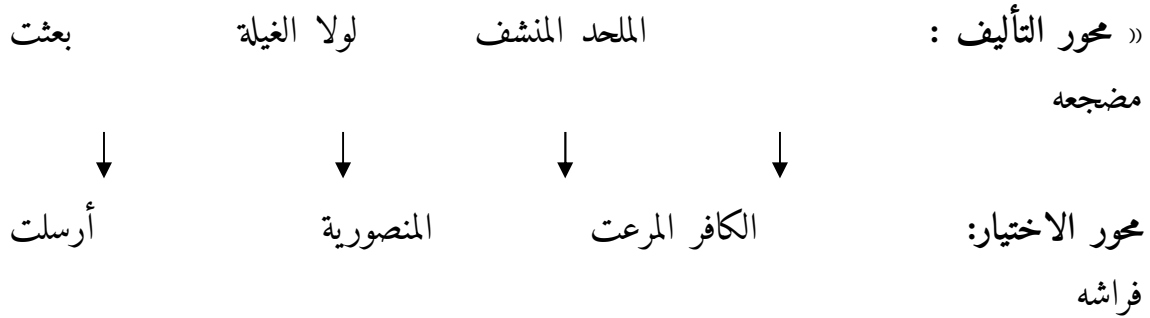 « محور التأليف : الملحد المنشف لولا الغيلة بعثت
مضجعه
محور الاختيار: الكافر المرعت المنصورية أرسلت
فراشه